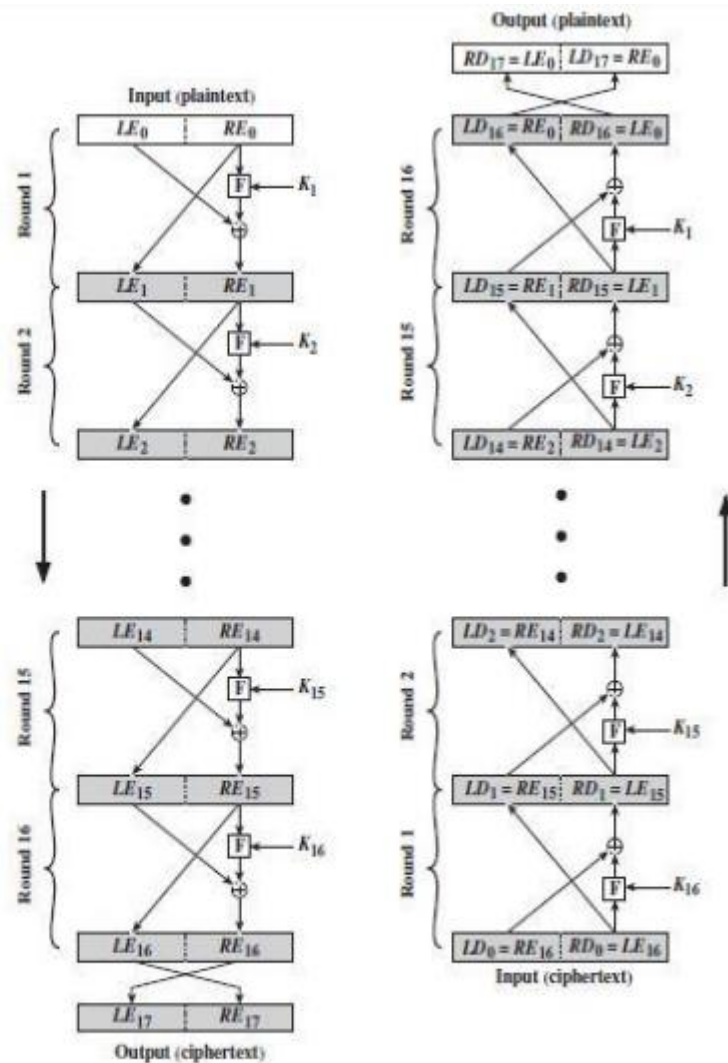 Input (plaintext)
LE0 RE0
F K1
Round 1
LE1 RE1
F K2
Round 2
LE2 RE2
LE14 RE14
F K15
Round 15
LE15 RE15
F K16
Round 16
LE16 RE16
LE17 RE17
Output (ciphertext)
Output (plaintext)
RD17 = LE0 LD17 = RE0
LD16 = RE0 RD16 = LE0
Round 16
F K1
LD15 = RE1 RD15 = LE1
Round 15
F K2
LD14 = RE2 RD14 = LE2
LD2 = RE14 RD2 = LE14
Round 2
F K15
LD1 = RE15 RD1 = LE15
Round 1
F K16
LD0 = RE16 RD0 = LE16
Input (ciphertext)